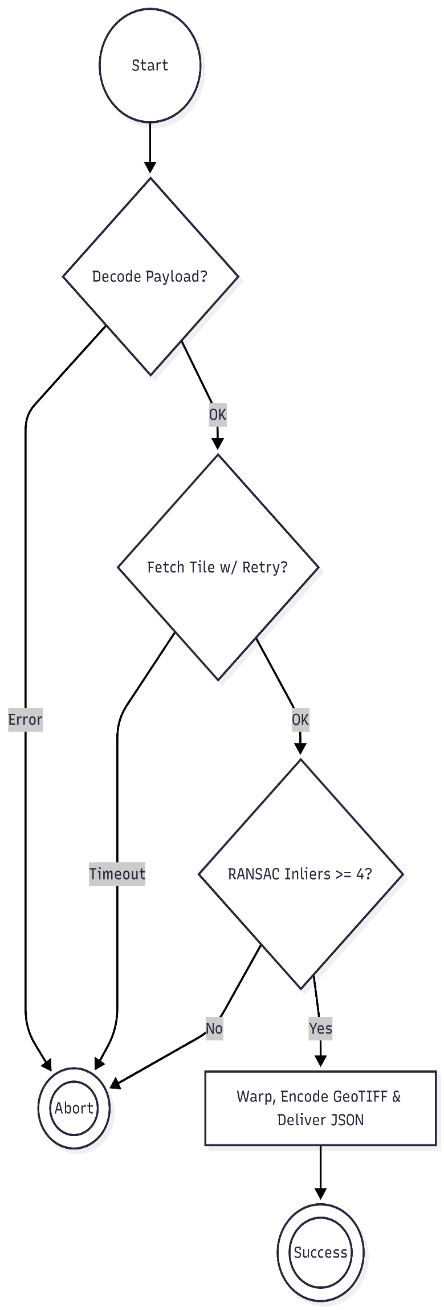 Start
Decode Payload?
OK
Fetch Tile w/ Retry?
Error
OK
Timeout
RANSAC Inliers >= 4?
No
Yes
Warp, Encode GeoTIFF &
Deliver JSON
Abort
Success